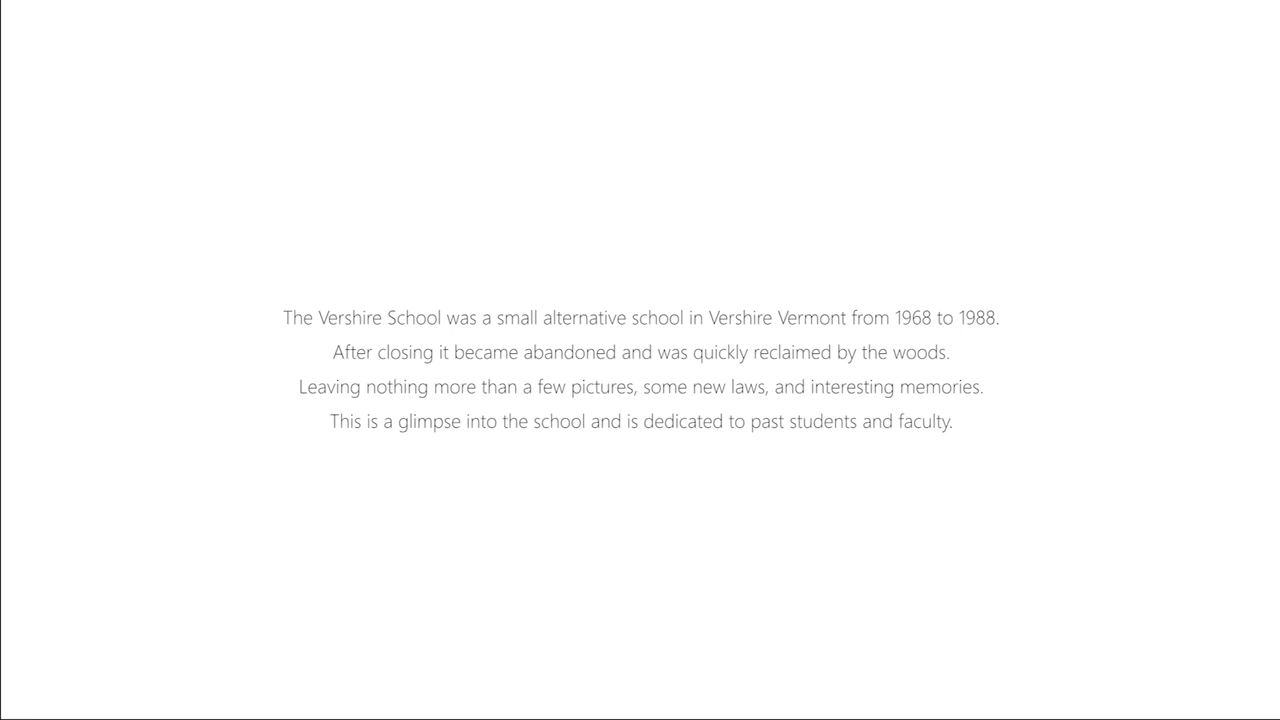 The Vershire School was a small alternative school in Vershire Vermont from 1968 to 1988.
After closing it became abandoned and was quickly reclaimed by the woods.
Leaving nothing more than a few pictures, some new laws, and interesting memories.
This is a glimpse into the school and is dedicated to past students and faculty.